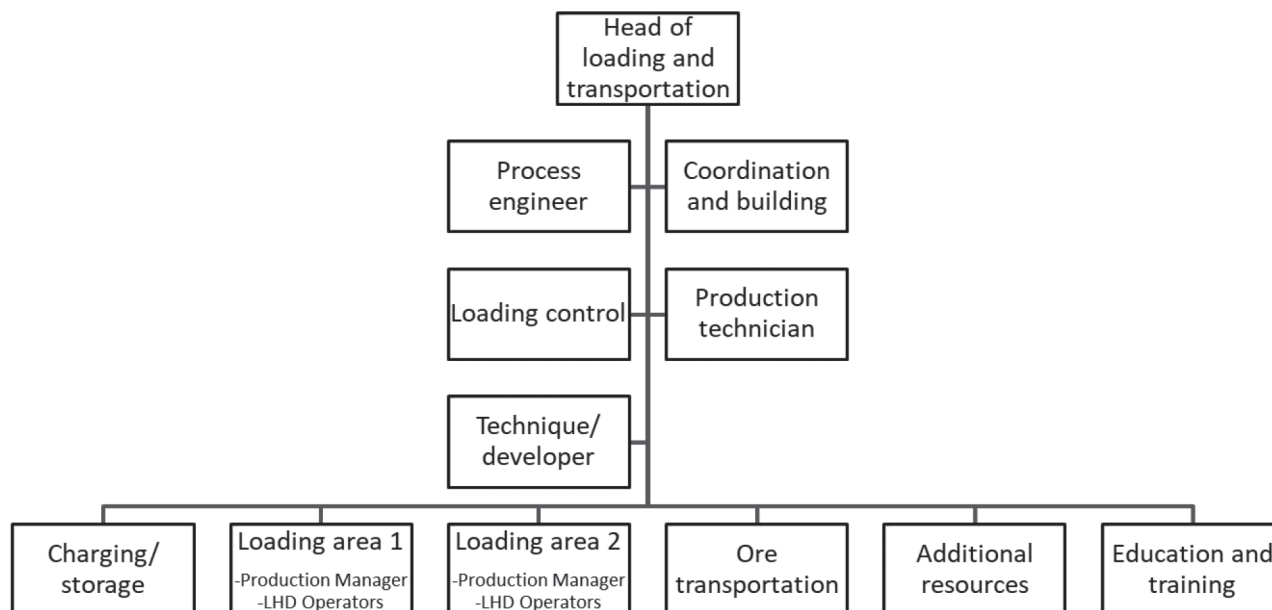 Head of
loading and
transportation
Process
engineer
Coordination
and building
Loading control
Production
technician
Technique/
developer
Charging/
storage
Loading area 1
-Production Manager
-LHD Operators
Loading area 2
-Production Manager
-LHD Operators
Ore
transportation
Additional
resources
Education and
training